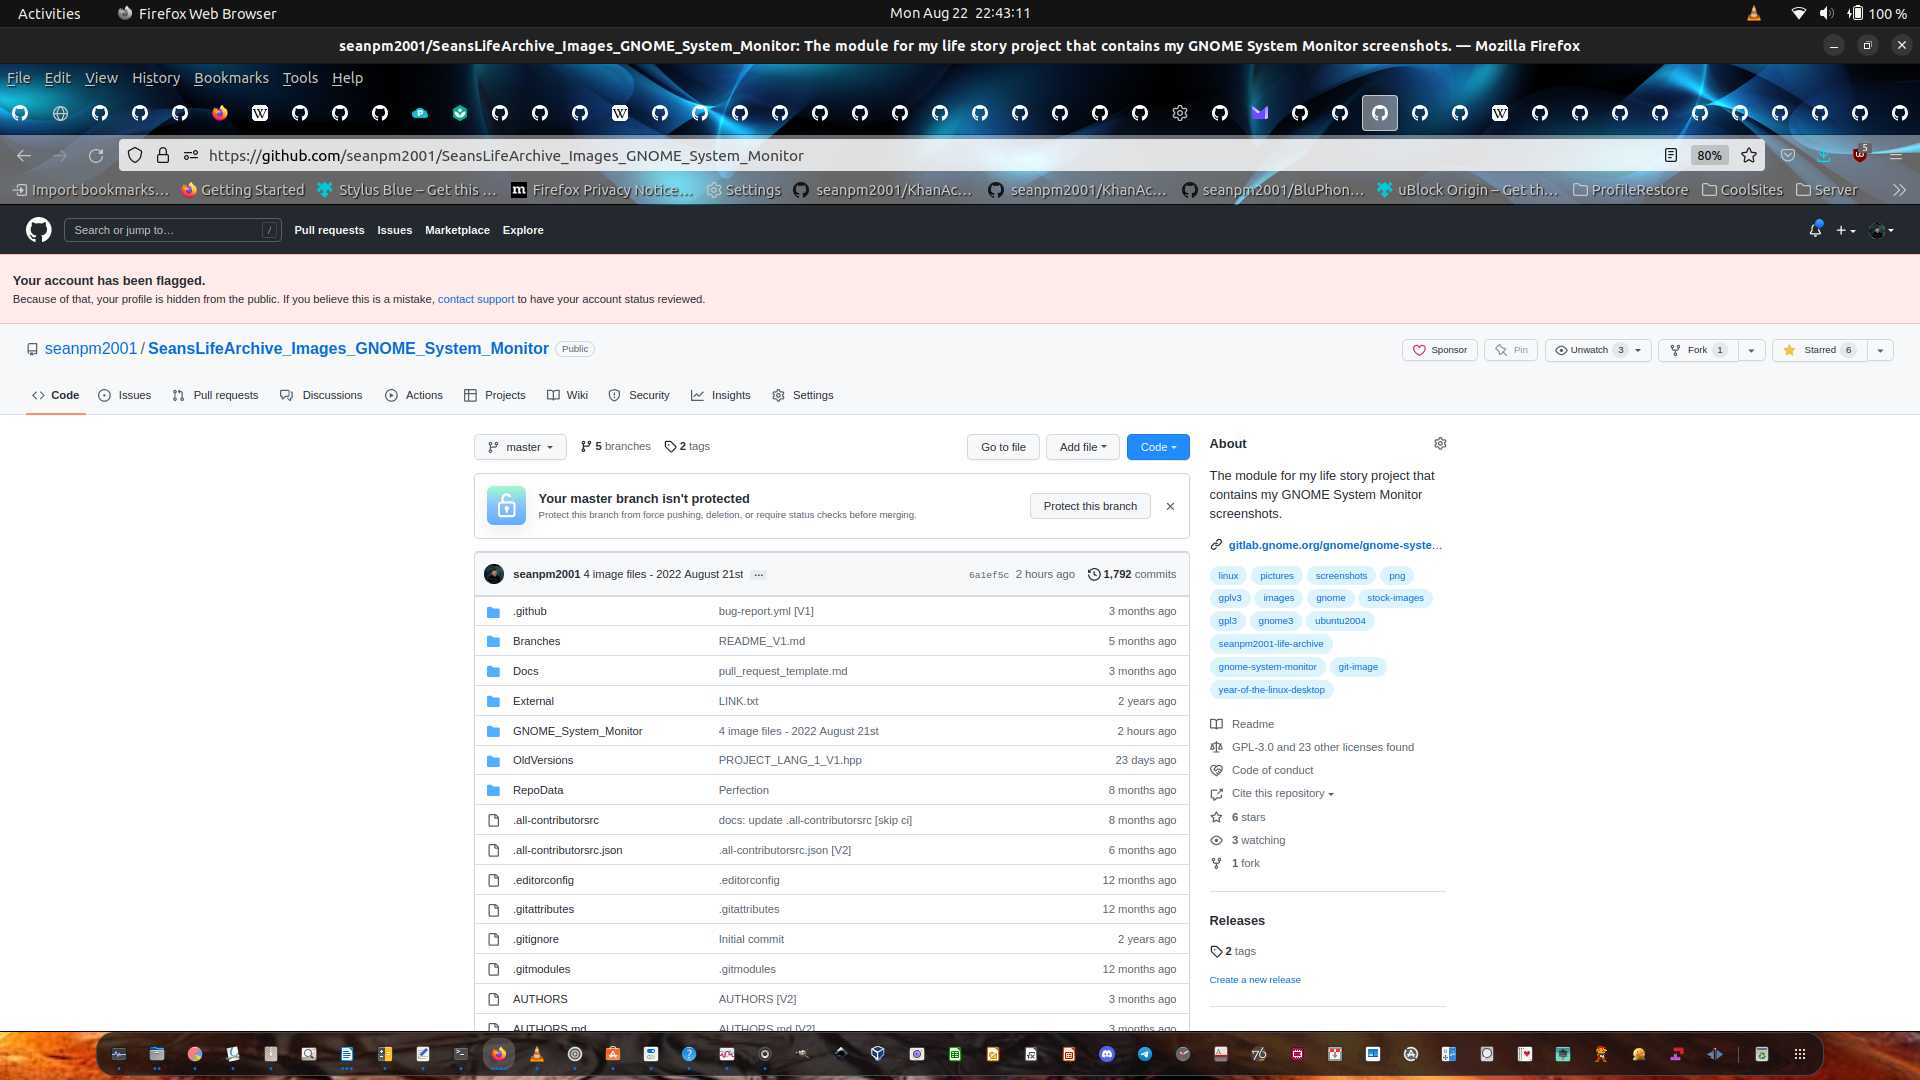 Activities
Firefox Web Browser
Mon Aug 22 22:43:11
100 %
seanpm2001/SeansLifeArchive_Images_GNOME_System_Monitor: The module for my life story project that contains my GNOME System Monitor screenshots. — Mozilla Firefox
File Edit View History Bookmarks Tools Help
https://github.com/seanpm2001/SeansLifeArchive_Images_GNOME_System_Monitor
80%
5
Import bookmarks…
Getting Started
Stylus Blue – Get this …
Firefox Privacy Notice…
Settings
seanpm2001/KhanAc…
seanpm2001/KhanAc…
seanpm2001/BluPhon…
uBlock Origin – Get th…
ProfileRestore
CoolSites
Server
Search or jump to…
/
Pull requests Issues Marketplace Explore
Your account has been flagged.
Because of that, your profile is hidden from the public. If you believe this is a mistake, contact support to have your account status reviewed.
seanpm2001 / SeansLifeArchive_Images_GNOME_System_Monitor
Public
Sponsor
Pin
Unwatch 3
Fork 1
Starred 6
Code
Issues
Pull requests
Discussions
Actions
Projects
Wiki
Security
Insights
Settings
master
5 branches
2 tags
Go to file
Add file
Code
Your master branch isn't protected
Protect this branch from force pushing, deletion, or require status checks before merging.
Protect this branch
seanpm2001 4 image files - 2022 August 21st …
6a1ef5c 2 hours ago
1,792 commits
.github bug-report.yml [V1] 3 months ago
Branches README_V1.md 5 months ago
Docs pull_request_template.md 3 months ago
External LINK.txt 2 years ago
GNOME_System_Monitor 4 image files - 2022 August 21st 2 hours ago
OldVersions PROJECT_LANG_1_V1.hpp 23 days ago
RepoData Perfection 8 months ago
.all-contributorsrc docs: update .all-contributorsrc [skip ci] 8 months ago
.all-contributorsrc.json .all-contributorsrc.json [V2] 6 months ago
.editorconfig .editorconfig 12 months ago
.gitattributes .gitattributes 12 months ago
.gitignore Initial commit 2 years ago
.gitmodules .gitmodules 12 months ago
AUTHORS AUTHORS [V2] 3 months ago
AUTHORS.md AUTHORS.md [V2] 3 months ago
About
The module for my life story project that
contains my GNOME System Monitor
screenshots.
gitlab.gnome.org/gnome/gnome-syste…
linux pictures screenshots png
gplv3 images gnome stock-images
gpl3 gnome3 ubuntu2004
seanpm2001-life-archive
gnome-system-monitor git-image
year-of-the-linux-desktop
Readme
GPL-3.0 and 23 other licenses found
Code of conduct
Cite this repository
6 stars
3 watching
1 fork
Releases
2 tags
Create a new release